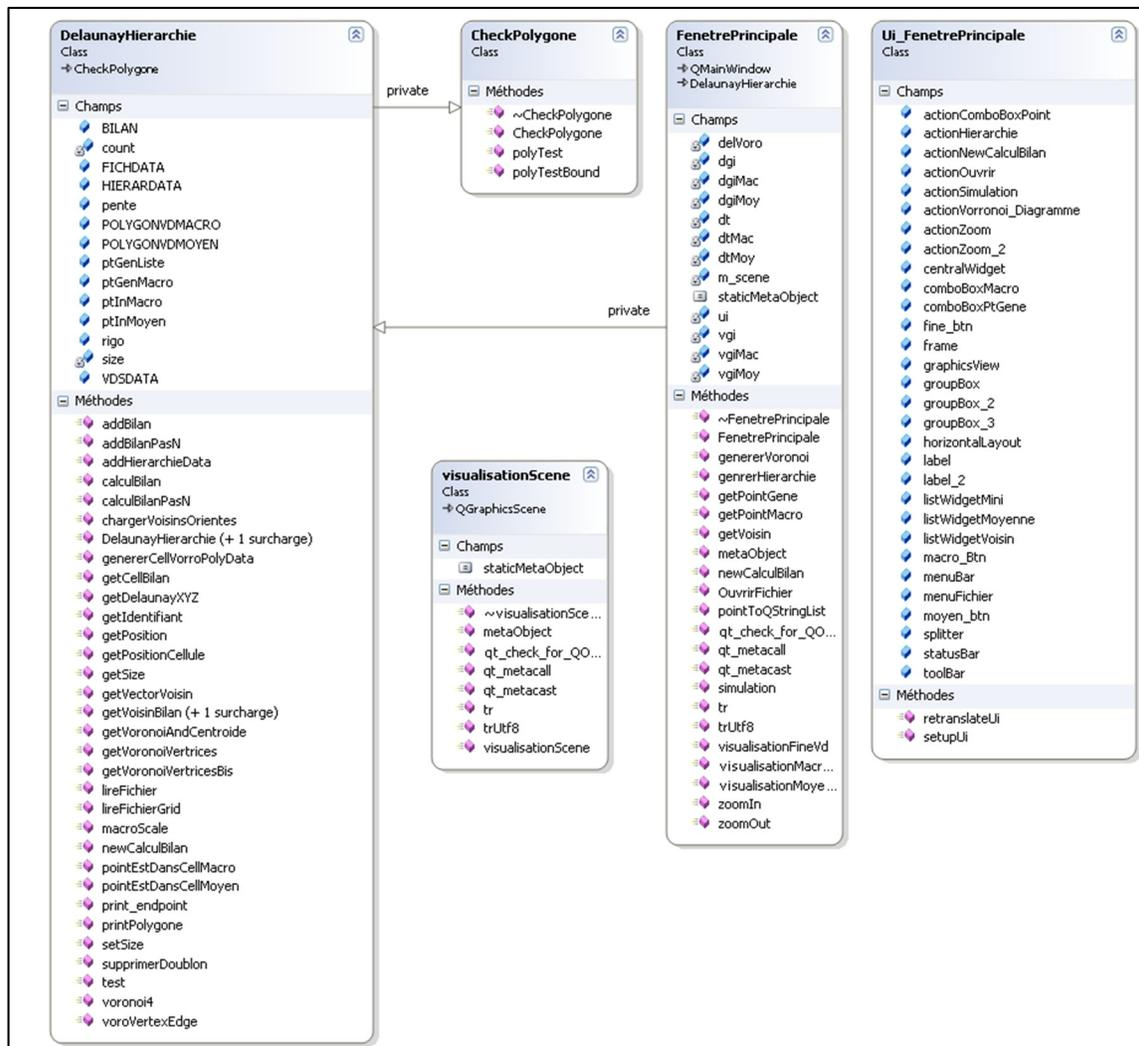 DelaunayHierarchie
Class
CheckPolygone
Champs
BILAN
count
FICHDATA
HIERARDATA
pente
POLYGONVDMACRO
POLYGONVDMOYEN
ptGenListe
ptGenMacro
ptInMacro
ptInMoyen
rigo
size
VDSDATA
Méthodes
addBilan
addBilanPasN
addHierarchieData
calculBilan
calculBilanPasN
chargerVoisinsOrientes
DelaunayHierarchie (+ 1 surcharge)
genererCellVorroPolyData
getCellBilan
getDelaunayXYZ
getIdentifiant
getPosition
getPositionCellule
getSize
getVectorVoisin
getVoisinBilan (+ 1 surcharge)
getVoronoiAndCentroide
getVoronoiVertices
getVoronoiVerticesBis
lireFichier
lireFichierGrid
macroScale
newCalculBilan
pointEstDansCellMacro
pointEstDansCellMoyen
print_endpoint
printPolygone
setSize
supprimerDoublon
test
voronoi4
voroVertexEdge
private
CheckPolygone
Class
Méthodes
~CheckPolygone
CheckPolygone
polyTest
polyTestBound
private
visualisationScene
Class
QGraphicsScene
Champs
staticMetaObject
Méthodes
~visualisationSce...
metaObject
qt_check_for_QO...
qt_metacall
qt_metacast
tr
trUtf8
visualisationScene
FenetrePrincipale
Class
QMainWindow
DelaunayHierarchie
Champs
delVoro
dgi
dgiMac
dgiMoy
dt
dtMac
dtMoy
m_scene
staticMetaObject
ui
vgi
vgiMac
vgiMoy
Méthodes
~FenetrePrincipale
FenetrePrincipale
genererVoronoi
genrerHierarchie
getPointGene
getPointMacro
getVoisin
metaObject
newCalculBilan
OuvrirFichier
pointToQStringList
qt_check_for_QO...
qt_metacall
qt_metacast
simulation
tr
trUtf8
visualisationFineVd
visualisationMacr...
visualisationMoye...
zoomIn
zoomOut
Ui_FenetrePrincipale
Class
Champs
actionComboBoxPoint
actionHierarchie
actionNewCalculBilan
actionOuvrir
actionSimulation
actionVorronoi_Diagramme
actionZoom
actionZoom_2
centralWidget
comboBoxMacro
comboBoxPtGene
fine_btn
frame
graphicsView
groupBox
groupBox_2
groupBox_3
horizontalLayout
label
label_2
listWidgetMini
listWidgetMoyenne
listWidgetVoisin
macro_Btn
menuBar
menuFichier
moyen_btn
splitter
statusBar
toolBar
Méthodes
retranslateUi
setupUi